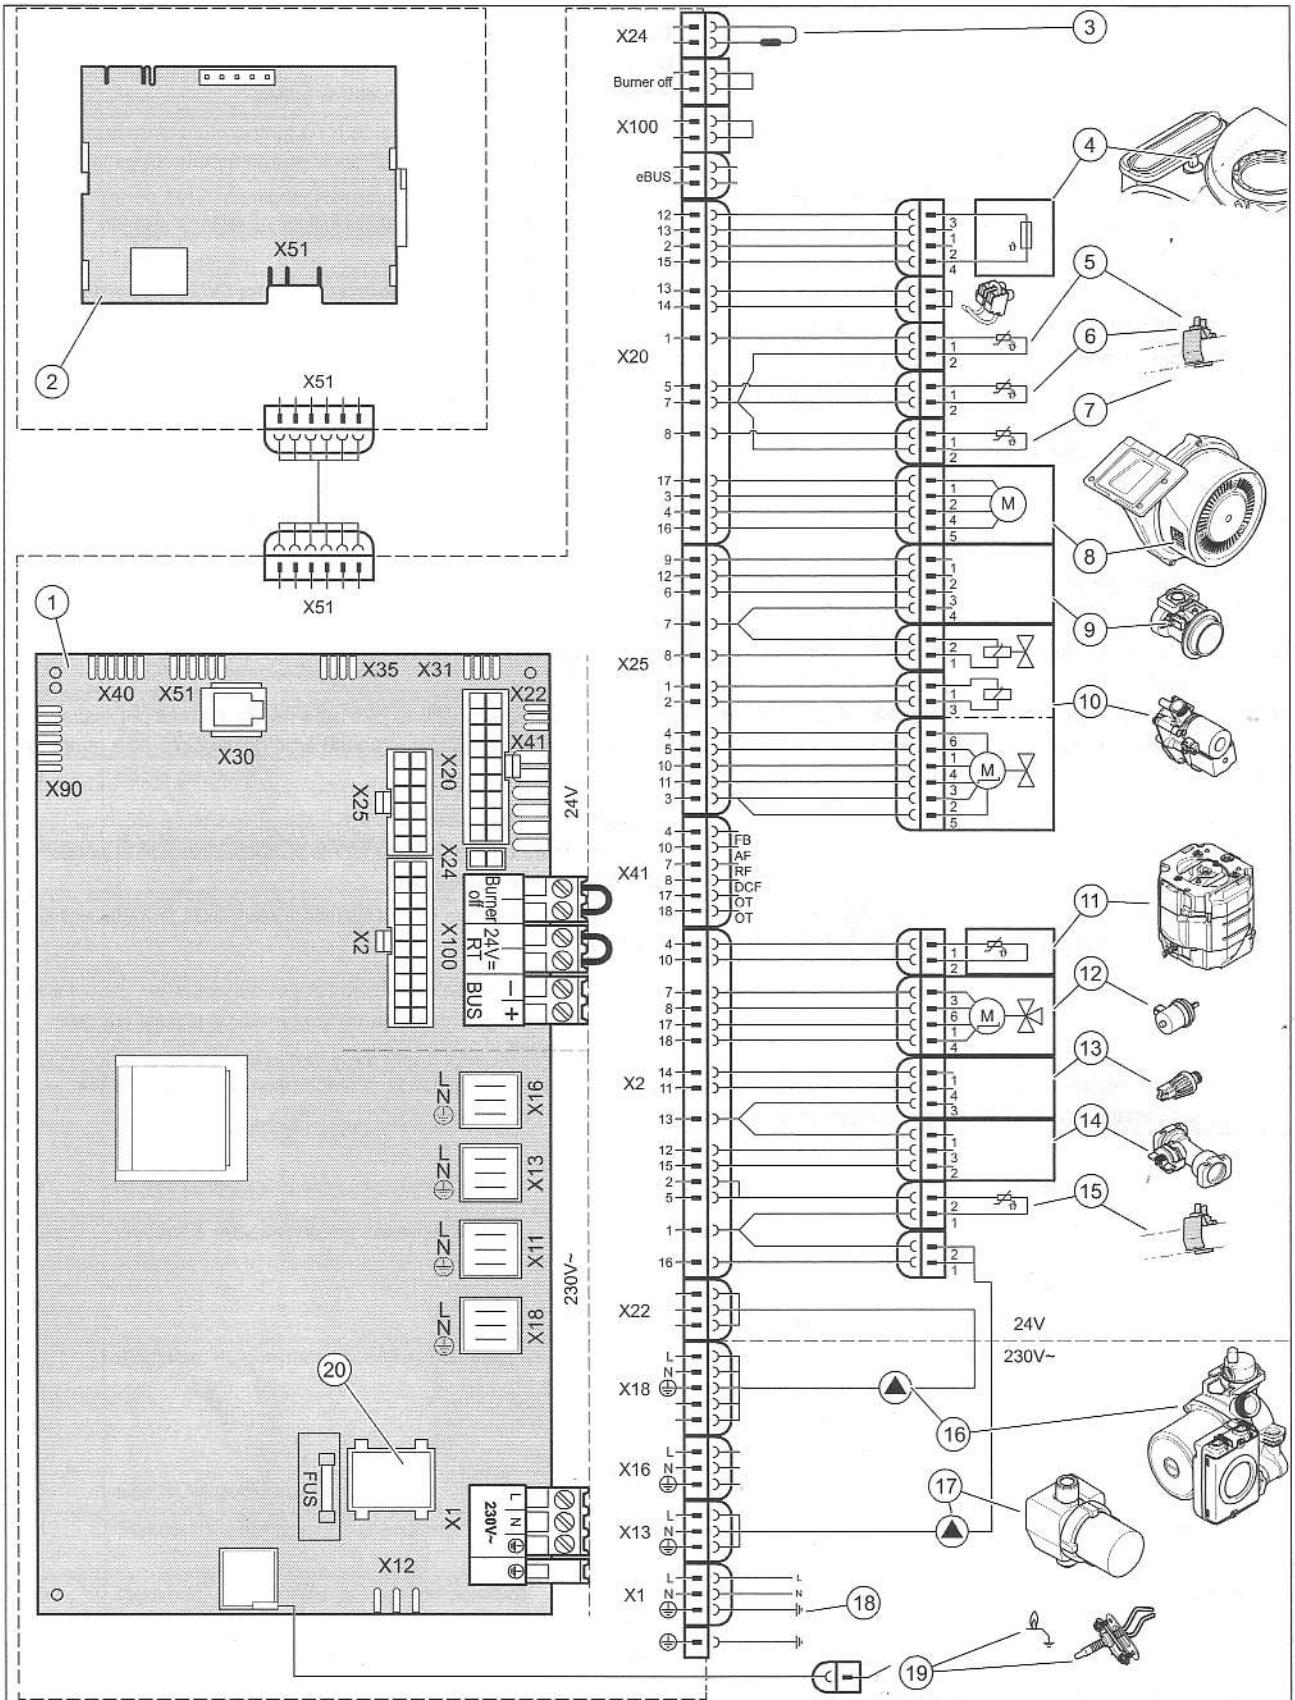 X24
3
Burner off
X100
4
eBUS
12
13
2
15
3
1
2
4
ϑ
X51
2
13
14
5
1
1
2
ϑ
6
X20
X51
5
7
1
2
ϑ
7
8
1
2
ϑ
17
3
4
16
1
2
4
5
M
8
X51
9
12
6
1
2
3
4
9
1
7
X25
8
2
1
1
2
1
3
10
X40
X51
X35
X31
X22
X30
X90
X20
X41
X25
24V
4
5
10
11
3
6
1
4
3
2
5
M
X24
X41
4
10
7
8
17
18
FB
AF
RF
DCF
OT
OT
11
Burner off
X2
X100
24V=
RT
BUS
−
+
4
10
1
2
ϑ
12
7
8
17
18
3
6
1
4
M
13
X2
14
11
13
1
4
3
14
12
15
2
5
1
3
2
15
2
1
ϑ
1
16
2
1
L
N
X16
L
N
X13
L
N
X11
L
N
X18
230V~
X22
24V
230V~
20
L
N
X18
16
L
N
X16
17
FUS
X1
L
N
230V~
L
N
X13
X12
X1
L
N
L
N
18
19